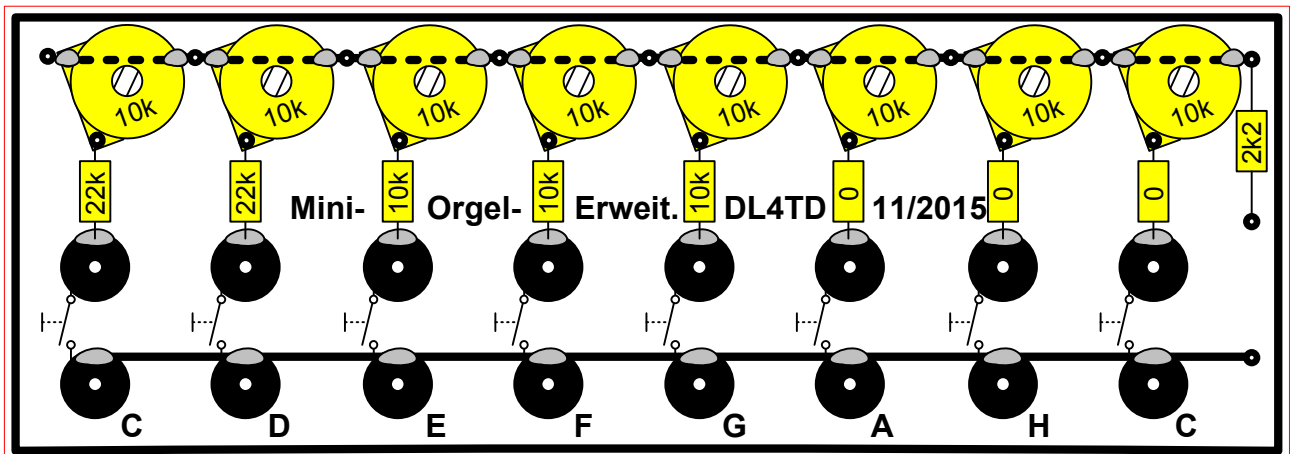 10k 10k 10k 10k 10k 10k 10k 10k
2k2
22k 22k 10k 10k 10k 0 0 0
Mini- Orgel- Erweit. DL4TD 11/2015
C D E F G A H C